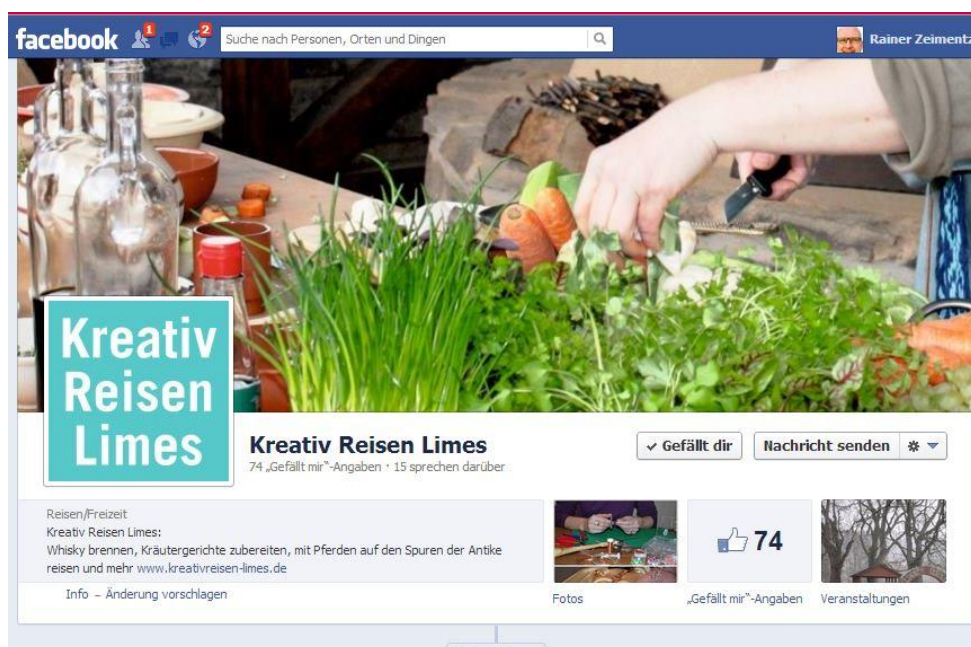 facebook
1
2
Suche nach Personen, Orten und Dingen
Rainer Zeimentz
Kreativ
Reisen
Limes
Kreativ Reisen Limes
74 „Gefällt mir“-Angaben · 15 sprechen darüber
✓ Gefällt dir
Nachricht senden
Reisen/Freizeit
Kreativ Reisen Limes:
Whisky brennen, Kräutergerichte zubereiten, mit Pferden auf den Spuren der Antike
reisen und mehr www.kreativreisen-limes.de
Info – Änderung vorschlagen
74
Fotos
„Gefällt mir“-Angaben
Veranstaltungen